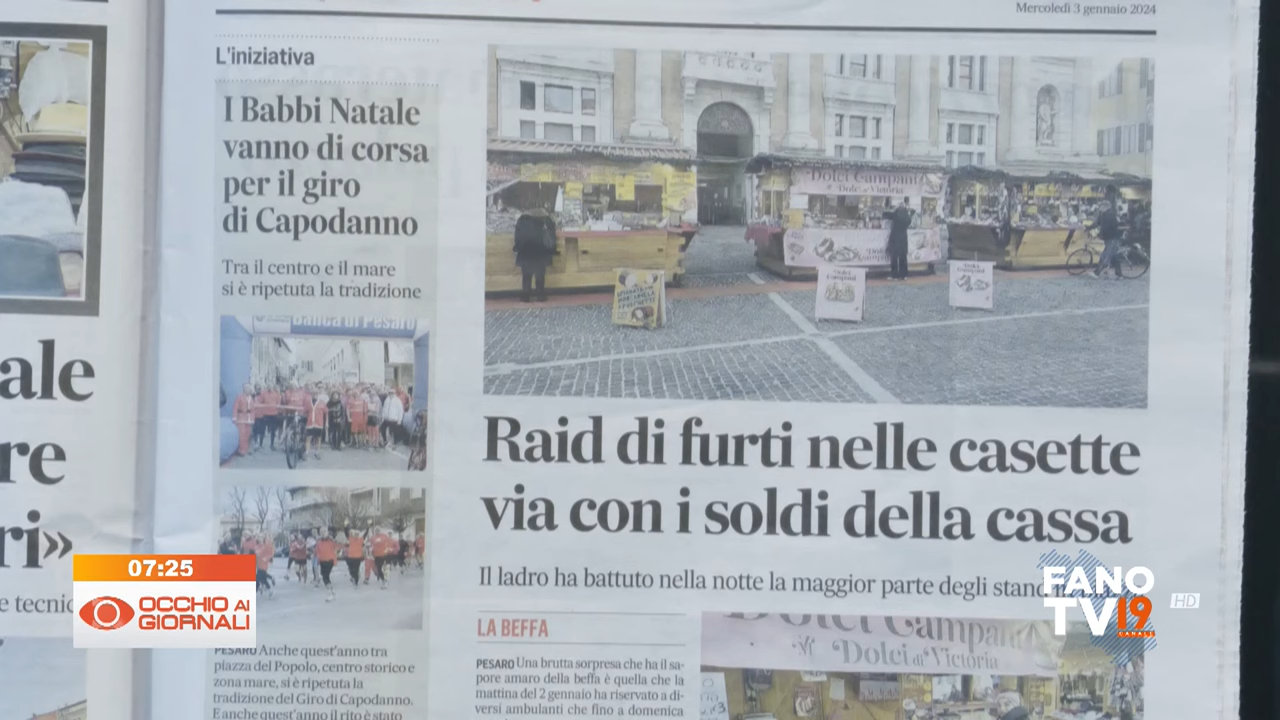 Mercoledì 3 gennaio 2024
L'iniziativa
I Babbi Natale
vanno di corsa
per il giro
di Capodanno
Tra il centro e il mare
si è ripetuta la tradizione
Banca di Pesaro
PESARO Anche quest'anno tra
piazza del Popolo, centro storico e
zona mare, si è ripetuta la
tradizione del Giro di Capodanno.
E anche quest'anno il rito è stato
Dolci Campani
Dolci di Victoria
Dolci
Campani
Raid di furti nelle casette
via con i soldi della cassa
Il ladro ha battuto nella notte la maggior parte degli stand
LA BEFFA
PESARO Una brutta sorpresa che ha il sa-
pore amaro della beffa è quella che la
mattina del 2 gennaio ha riservato a di-
versi ambulanti che fino a domenica
Dolci Campani
Dolci di Victoria
ale
re
ri»
e tecnic
07:25
OCCHIO AI
GIORNALI
FANO
TV19
CANALE
HD